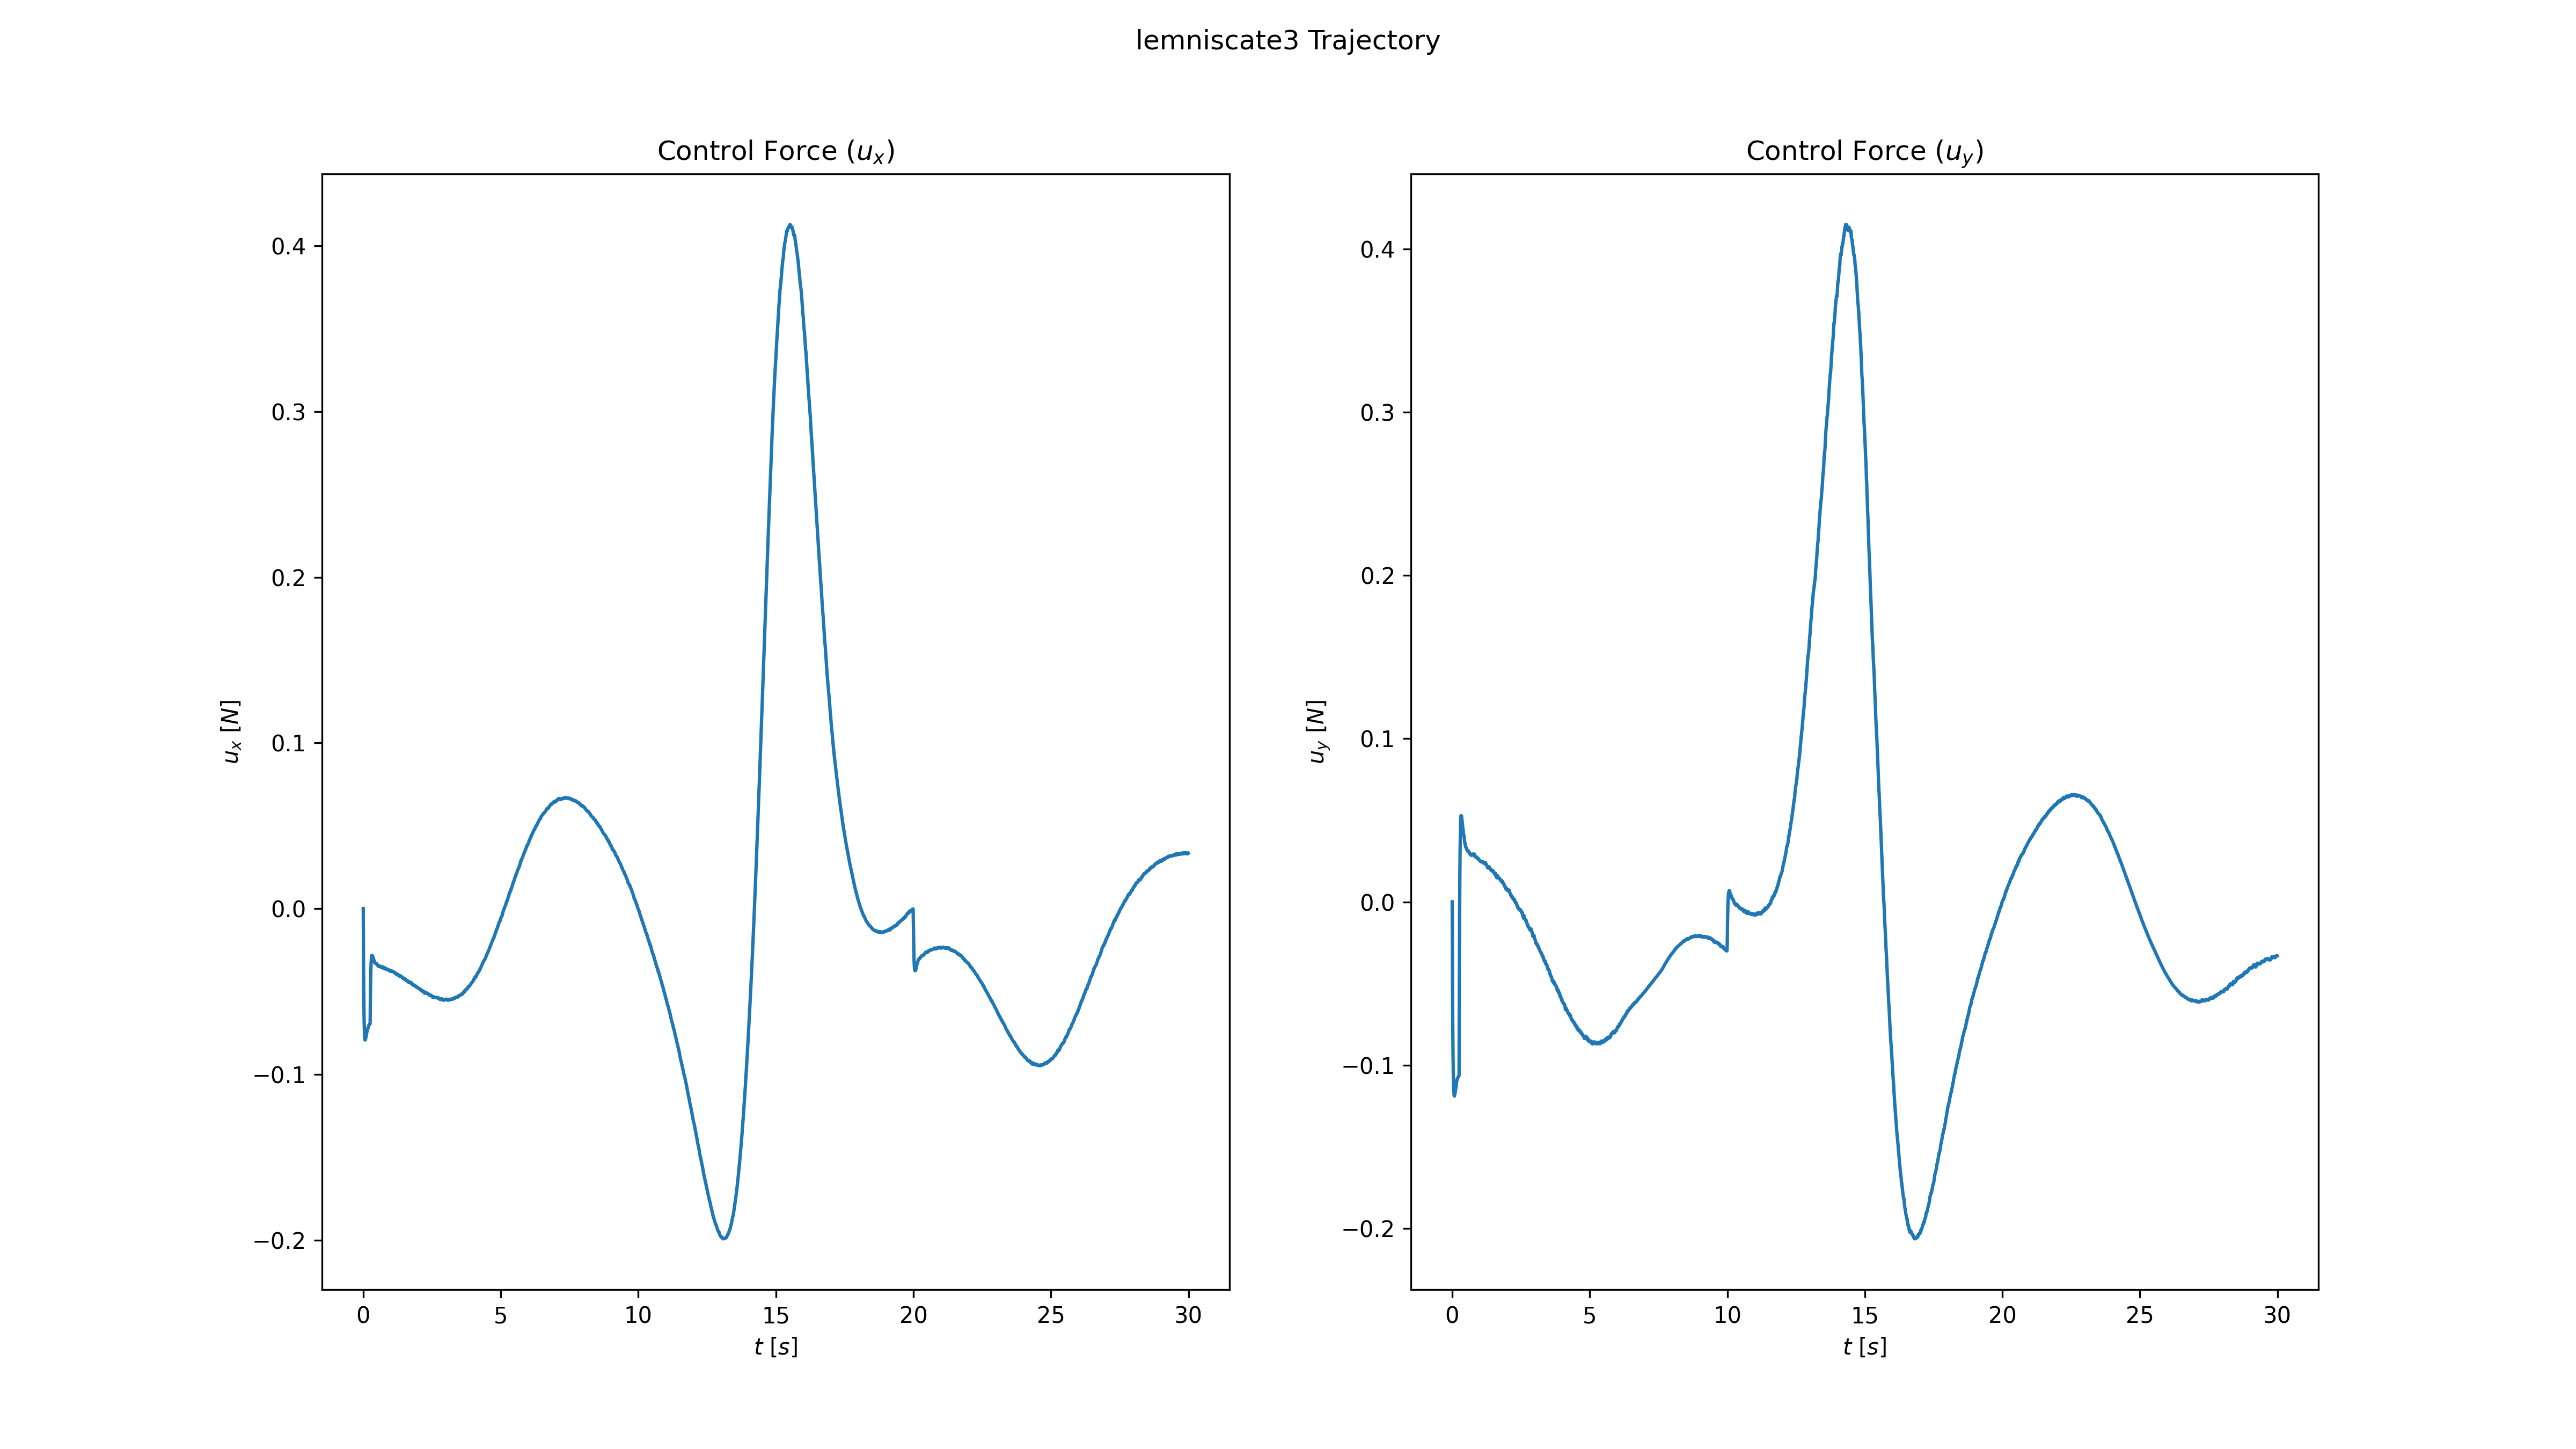 lemniscate3 Trajectory
Control Force (u_x)
0.4
0.3
0.2
0.1
0.0
−0.1
−0.2
u_x [N]
0 5 10 15 20 25 30
t [s]
Control Force (u_y)
0.4
0.3
0.2
0.1
0.0
−0.1
−0.2
u_y [N]
0 5 10 15 20 25 30
t [s]